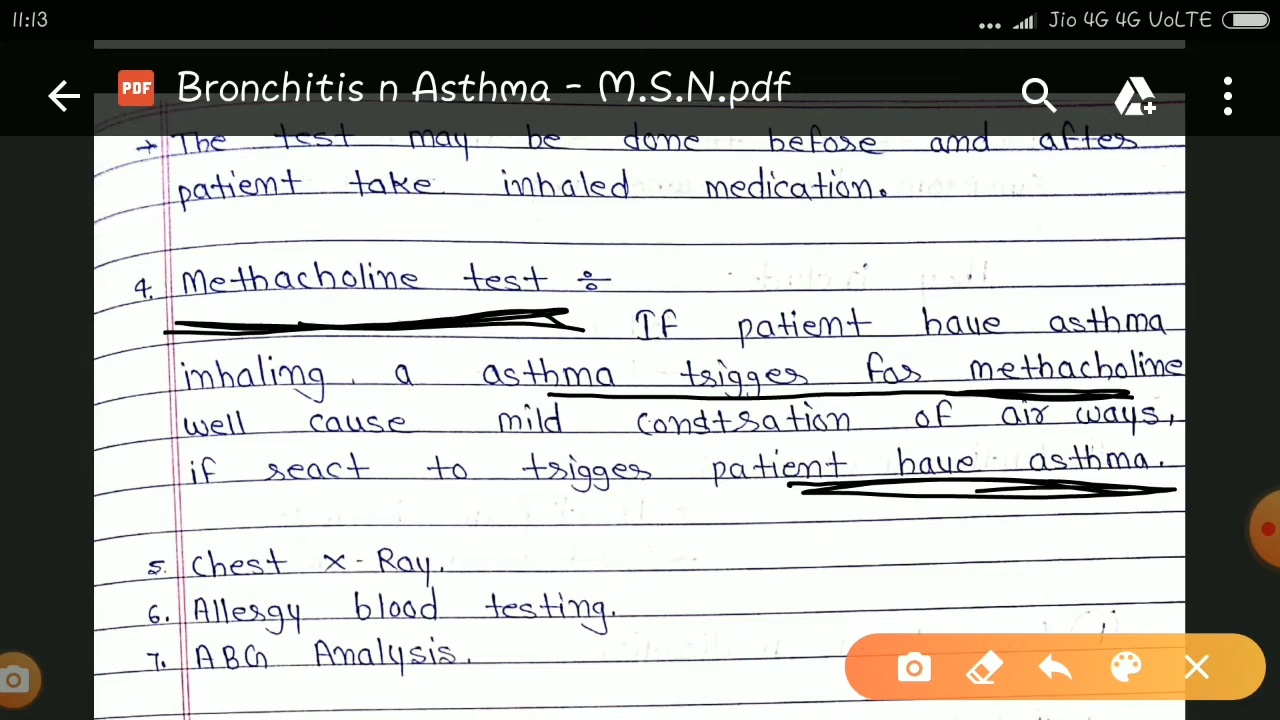 11:13 ... Jio 4G 4G VoLTE
PDF Bronchitis n Asthma - M.S.N.pdf
→ The test may be done before and after
patient take inhaled medication.
4. Methacholine test ÷
If patient have asthma
inhaling a asthma trigger for methacholine
well cause mild constration of air ways,
if react to trigger patient have asthma.
5. Chest X-Ray.
6. Allergy blood testing.
7. ABG Analysis.